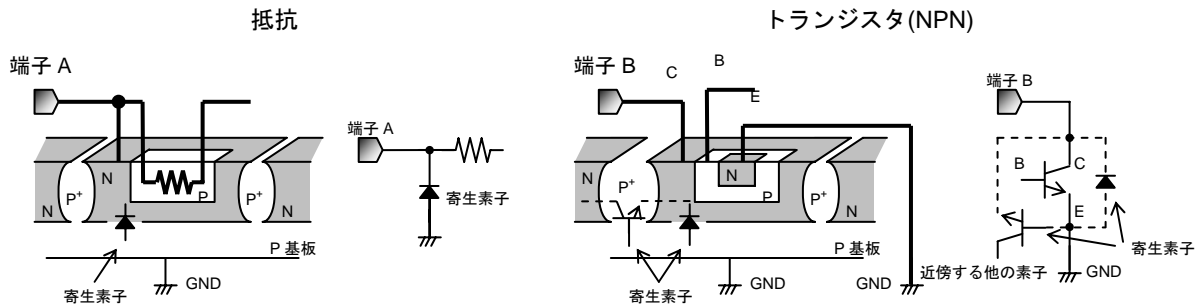 抵抗
端子 A
N
P+
N
P
P+
N
P 基板
GND
寄生素子
端子 A
寄生素子
トランジスタ(NPN)
端子 B
C
B
E
N
P+
N
P
P+
N
P 基板
GND
GND
寄生素子
端子 B
B
C
E
寄生素子
近傍する他の素子
GND